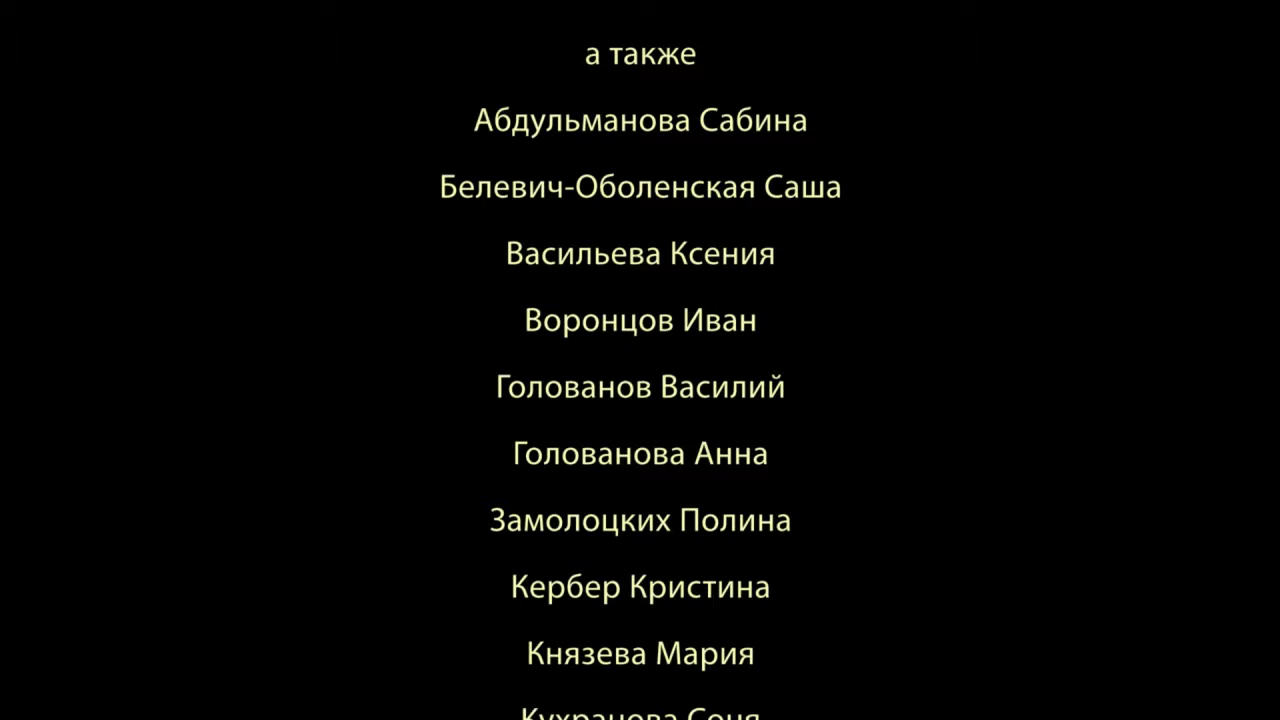 а также
Абдульманова Сабина
Белевич-Оболенская Саша
Васильева Ксения
Воронцов Иван
Голованов Василий
Голованова Анна
Замолоцких Полина
Кербер Кристина
Князева Мария
Соня